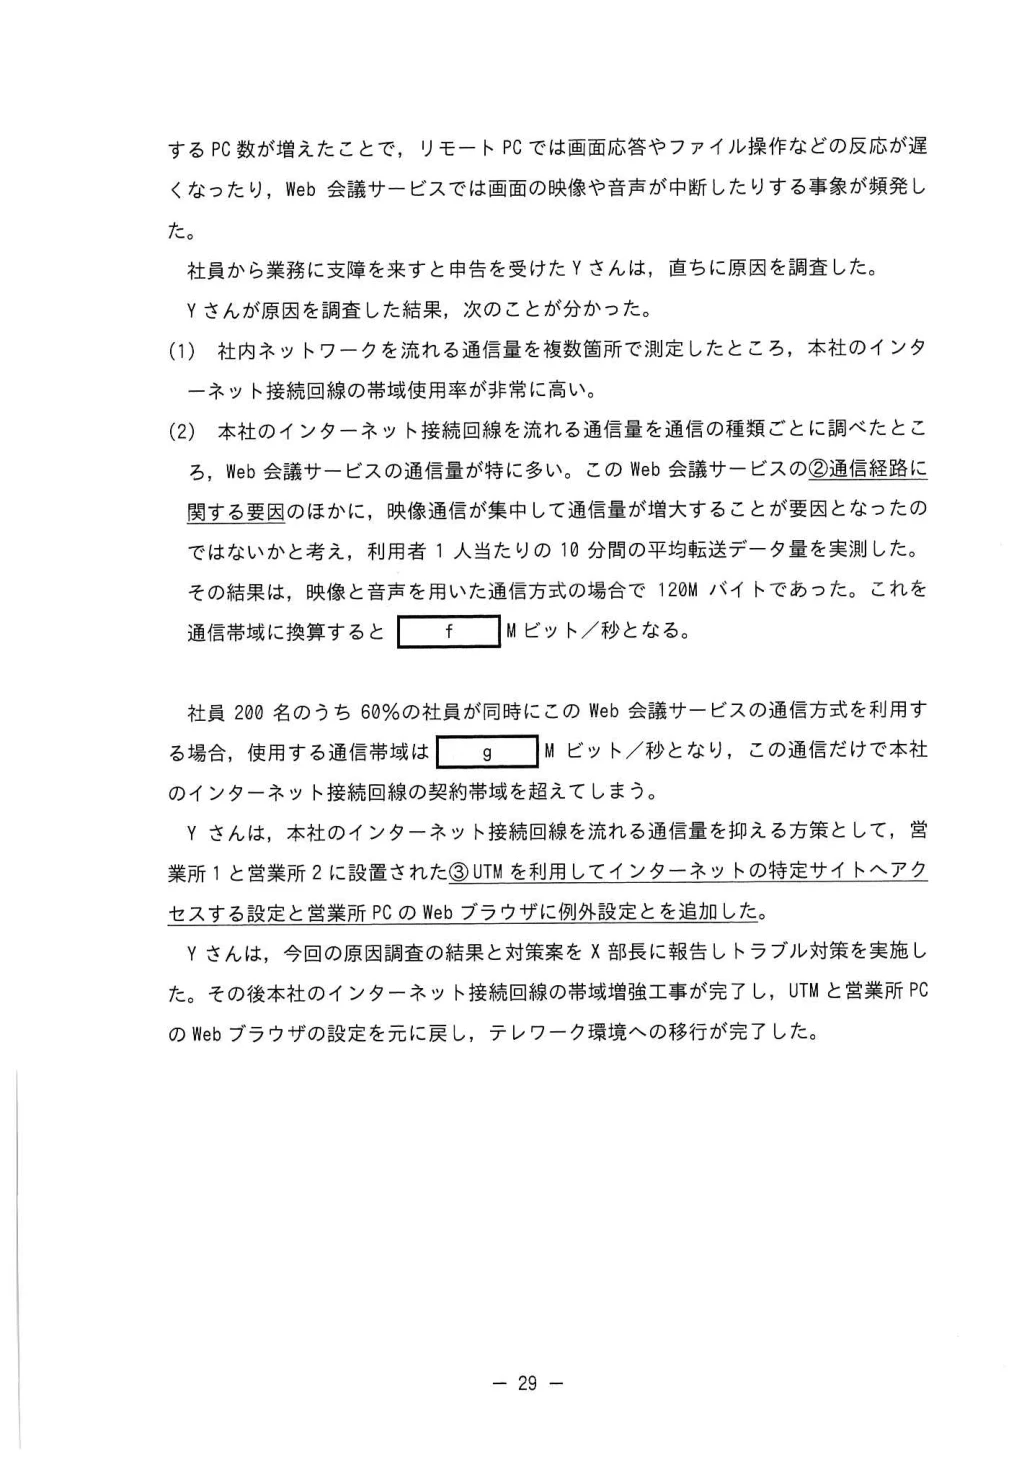 する PC 数が増えたことで，リモート PC では画面応答やファイル操作などの反応が遅
くなったり，Web 会議サービスでは画面の映像や音声が中断したりする事象が頻発し
た。
社員から業務に支障を来すと申告を受けた Y さんは，直ちに原因を調査した。
Y さんが原因を調査した結果，次のことが分かった。
(1) 社内ネットワークを流れる通信量を複数箇所で測定したところ，本社のインタ
ーネット接続回線の帯域使用率が非常に高い。
(2) 本社のインターネット接続回線を流れる通信量を通信の種類ごとに調べたとこ
ろ，Web 会議サービスの通信量が特に多い。この Web 会議サービスの②通信経路に
関する要因のほかに，映像通信が集中して通信量が増大することが要因となったの
ではないかと考え，利用者 1 人当たりの 10 分間の平均転送データ量を実測した。
その結果は，映像と音声を用いた通信方式の場合で 120M バイトであった。これを
通信帯域に換算すると f M ビット／秒となる。
社員 200 名のうち 60%の社員が同時にこの Web 会議サービスの通信方式を利用す
る場合，使用する通信帯域は g M ビット／秒となり，この通信だけで本社
のインターネット接続回線の契約帯域を超えてしまう。
Y さんは，本社のインターネット接続回線を流れる通信量を抑える方策として，営
業所 1 と営業所 2 に設置された③UTM を利用してインターネットの特定サイトへアク
セスする設定と営業所 PC の Web ブラウザに例外設定とを追加した。
Y さんは，今回の原因調査の結果と対策案を X 部長に報告しトラブル対策を実施し
た。その後本社のインターネット接続回線の帯域増強工事が完了し，UTM と営業所 PC
の Web ブラウザの設定を元に戻し，テレワーク環境への移行が完了した。
－ 29 －